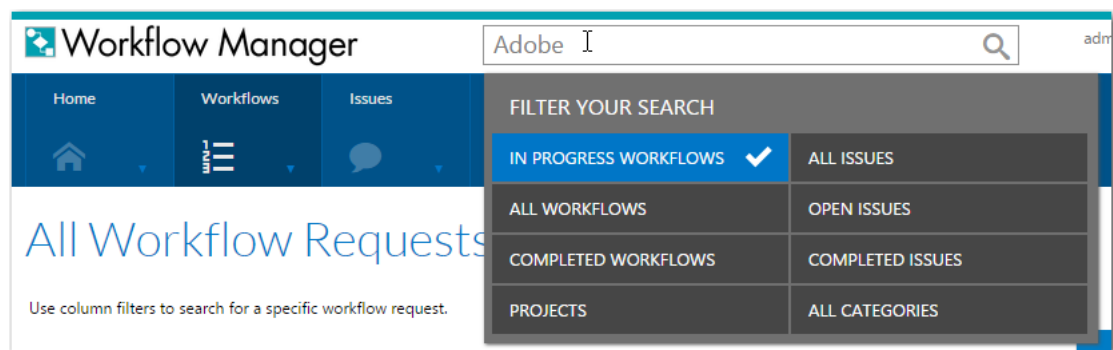 Workflow Manager
Adobe
adm
Home
Workflows
Issues
FILTER YOUR SEARCH
IN PROGRESS WORKFLOWS
ALL ISSUES
ALL WORKFLOWS
OPEN ISSUES
COMPLETED WORKFLOWS
COMPLETED ISSUES
PROJECTS
ALL CATEGORIES
All Workflow Requests
Use column filters to search for a specific workflow request.